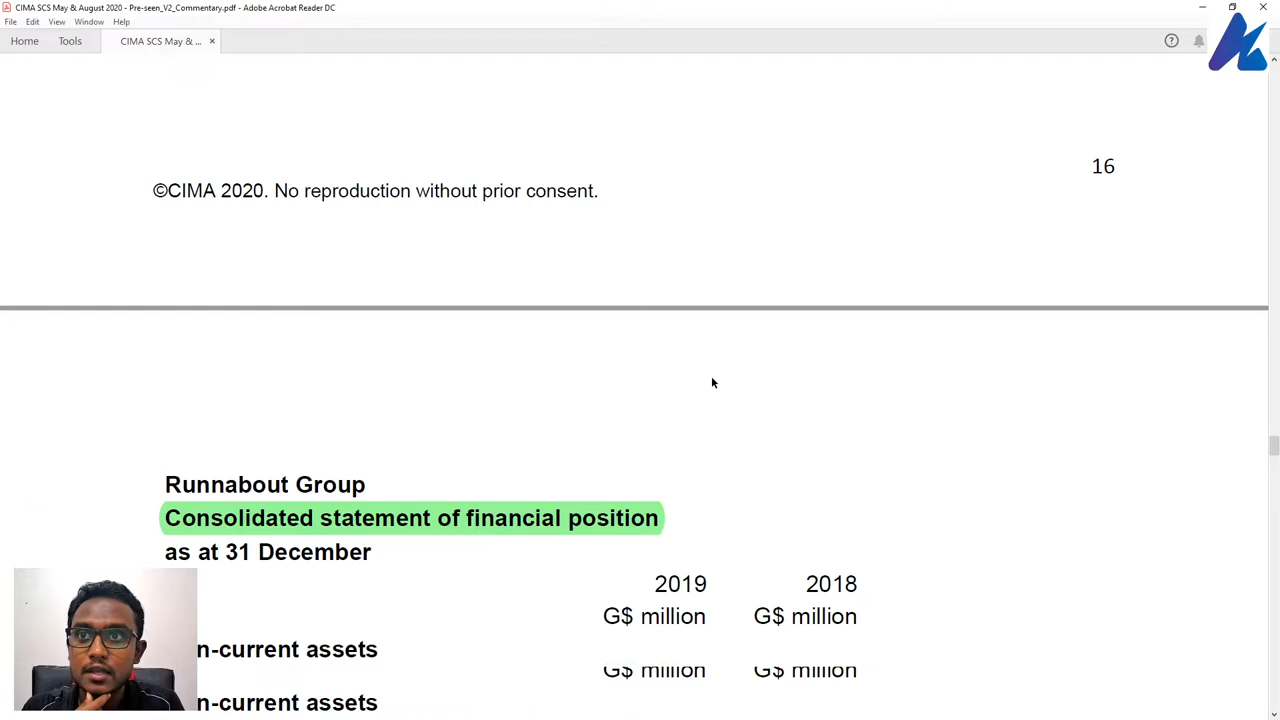 CIMA SCS May & August 2020 - Pre-seen_V2_Commentary.pdf - Adobe Acrobat Reader DC
File Edit View Window Help
Home Tools CIMA SCS May & ... ×
16
©CIMA 2020. No reproduction without prior consent.
Runnabout Group
Consolidated statement of financial position
as at 31 December
2019 2018
G$ million G$ million
n-current assets
G$ million G$ million
n-current assets